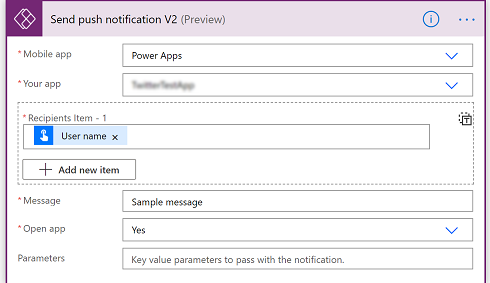 Send push notification V2 (Preview)
* Mobile app
Power Apps
* Your app
* Recipients Item - 1
User name x
Add new item
* Message
Sample message
* Open app
Yes
Parameters
Key value parameters to pass with the notification.